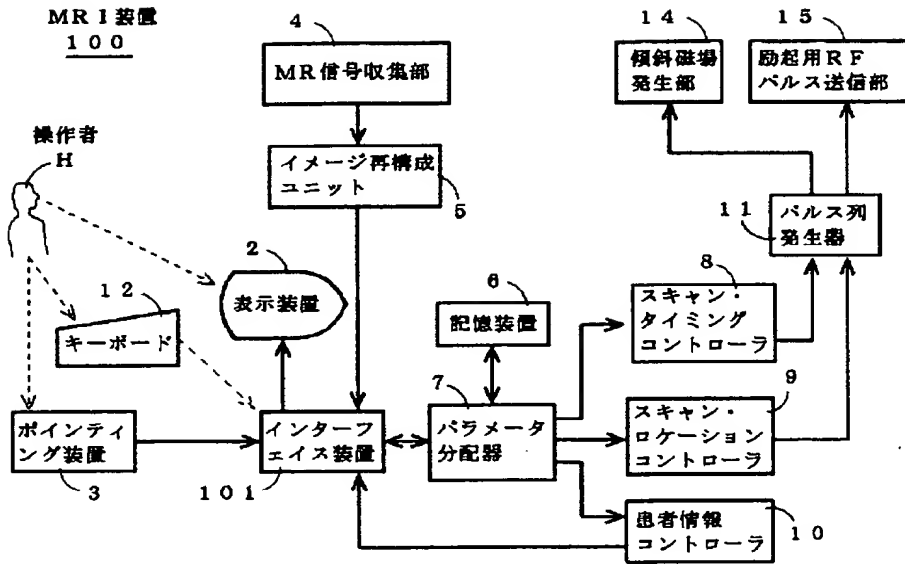 MRI装置
100
4
MR信号収集部
14
傾斜磁場
発生部
15
励起用RF
パルス送信部
操作者
H
イメージ再構成
ユニット
5
11
パルス列
発生器
2
表示装置
12
キーボード
6
記憶装置
8
スキャン・
タイミング
コントローラ
ポインティ
ング装置
3
インターフ
ェイス装置
101
7
パラメータ
分配器
9
スキャン・
ロケーション
コントローラ
患者情報
コントローラ
10